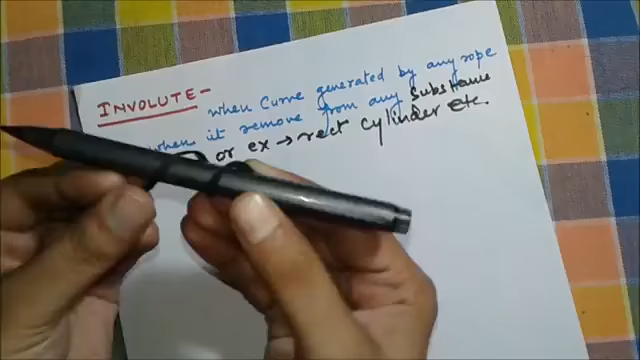 INVOLUTE- when Curve generated by any rope
when it remove from any Substance
or ex → rect cylinder etc.